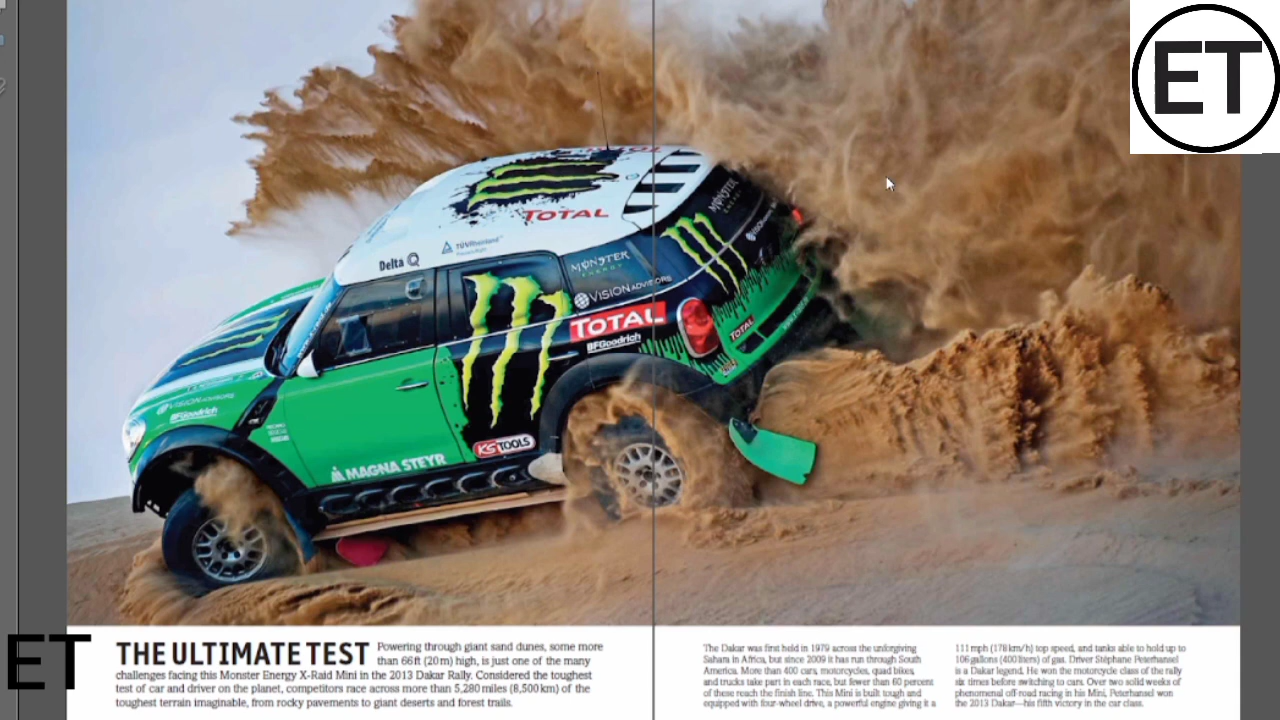 ET
TOTAL
TÜVRheinland
Delta Q
MONSTER
ENERGY
MONSTER
ENERGY
VISION ADVISORS
TOTAL
BFGoodrich
TOTAL
VISION ADVISORS
BFGoodrich
KS TOOLS
MAGNA STEYR
ET
THE ULTIMATE TEST Powering through giant sand dunes, some more
than 66ft (20m) high, is just one of the many
challenges facing this Monster Energy X-Raid Mini in the 2013 Dakar Rally. Considered the toughest
test of car and driver on the planet, competitors race across more than 5,280 miles (8,500km) of the
toughest terrain imaginable, from rocky pavements to giant deserts and forest trails.
The Dakar was first held in 1979 across the unforgiving
Sahara in Africa, but since 2009 it has run through South
America. More than 400 cars, motorcycles, quad bikes,
and trucks take part in each race, but fewer than 60 percent
of these reach the finish line. This Mini is built tough and
equipped with four-wheel drive, a powerful engine giving it a
111mph (178km/h) top speed, and tanks able to hold up to
106 gallons (400 liters) of gas. Driver Stéphane Peterhansel
is a Dakar legend. He won the motorcycle class of the rally
six times before switching to cars. Over two solid weeks of
phenomenal off-road racing in his Mini, Peterhansel won
the 2013 Dakar—his fifth victory in the car class.